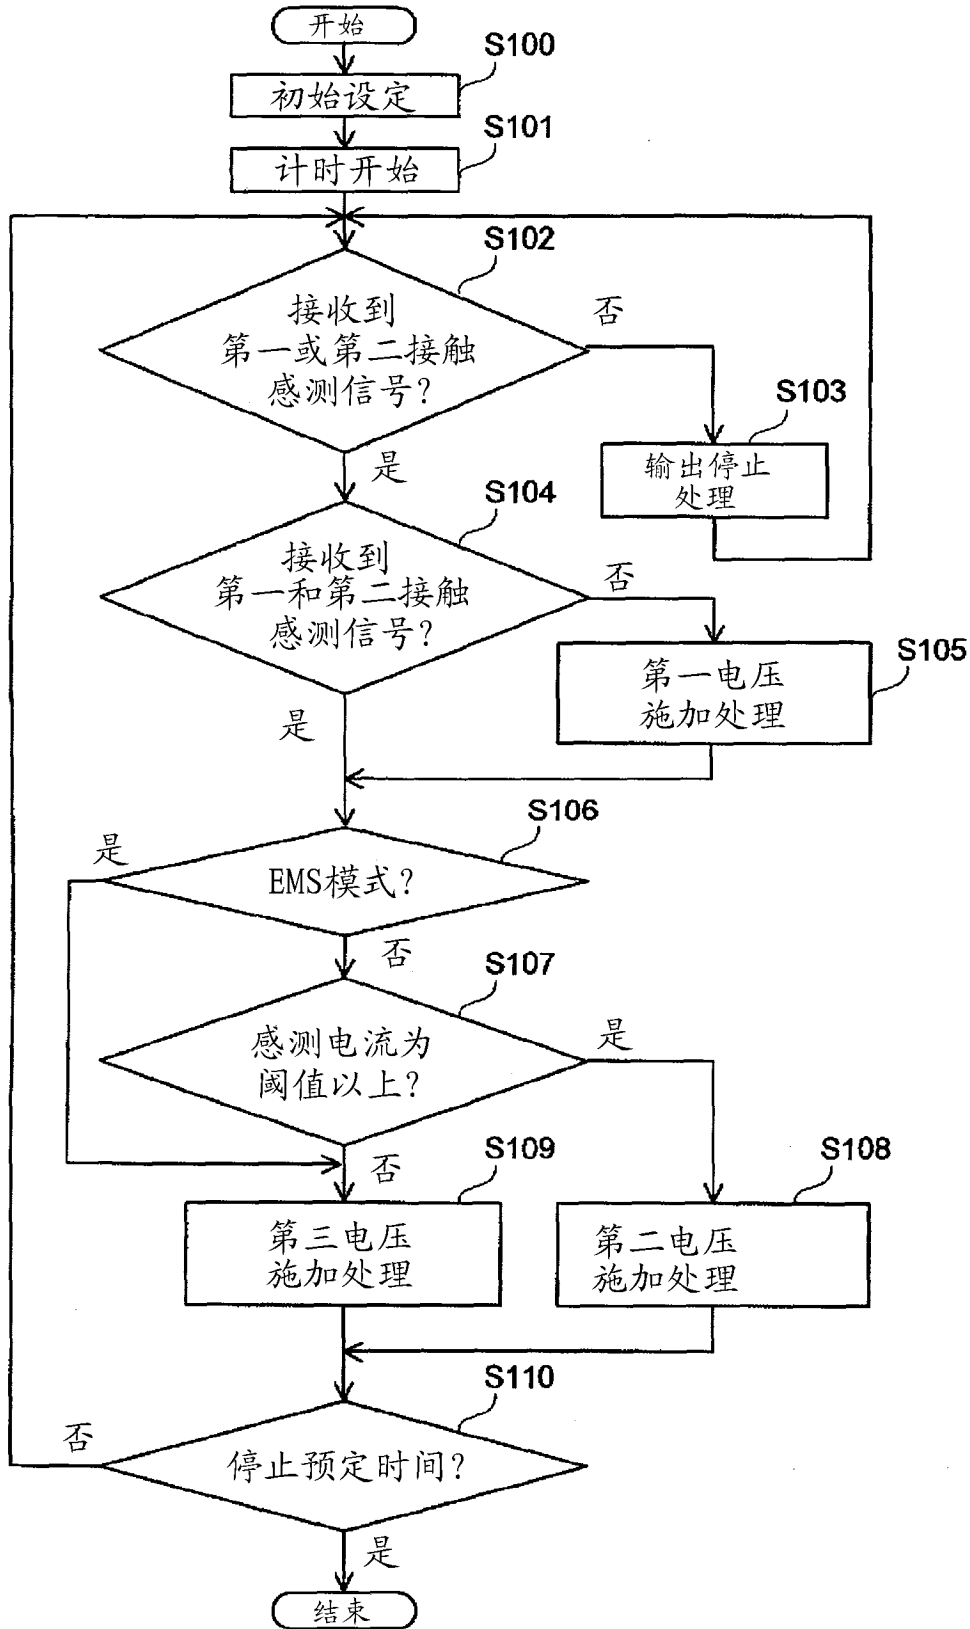 开始
S100
初始设定
S101
计时开始
S102
接收到
第一或第二接触
感测信号?
否
S103
输出停止
处理
是
S104
接收到
第一和第二接触
感测信号?
否
S105
第一电压
施加处理
是
S106
是
EMS模式?
否
S107
感测电流为
阈值以上?
是
S109
否
S108
第三电压
施加处理
第二电压
施加处理
S110
否
停止预定时间?
是
结束